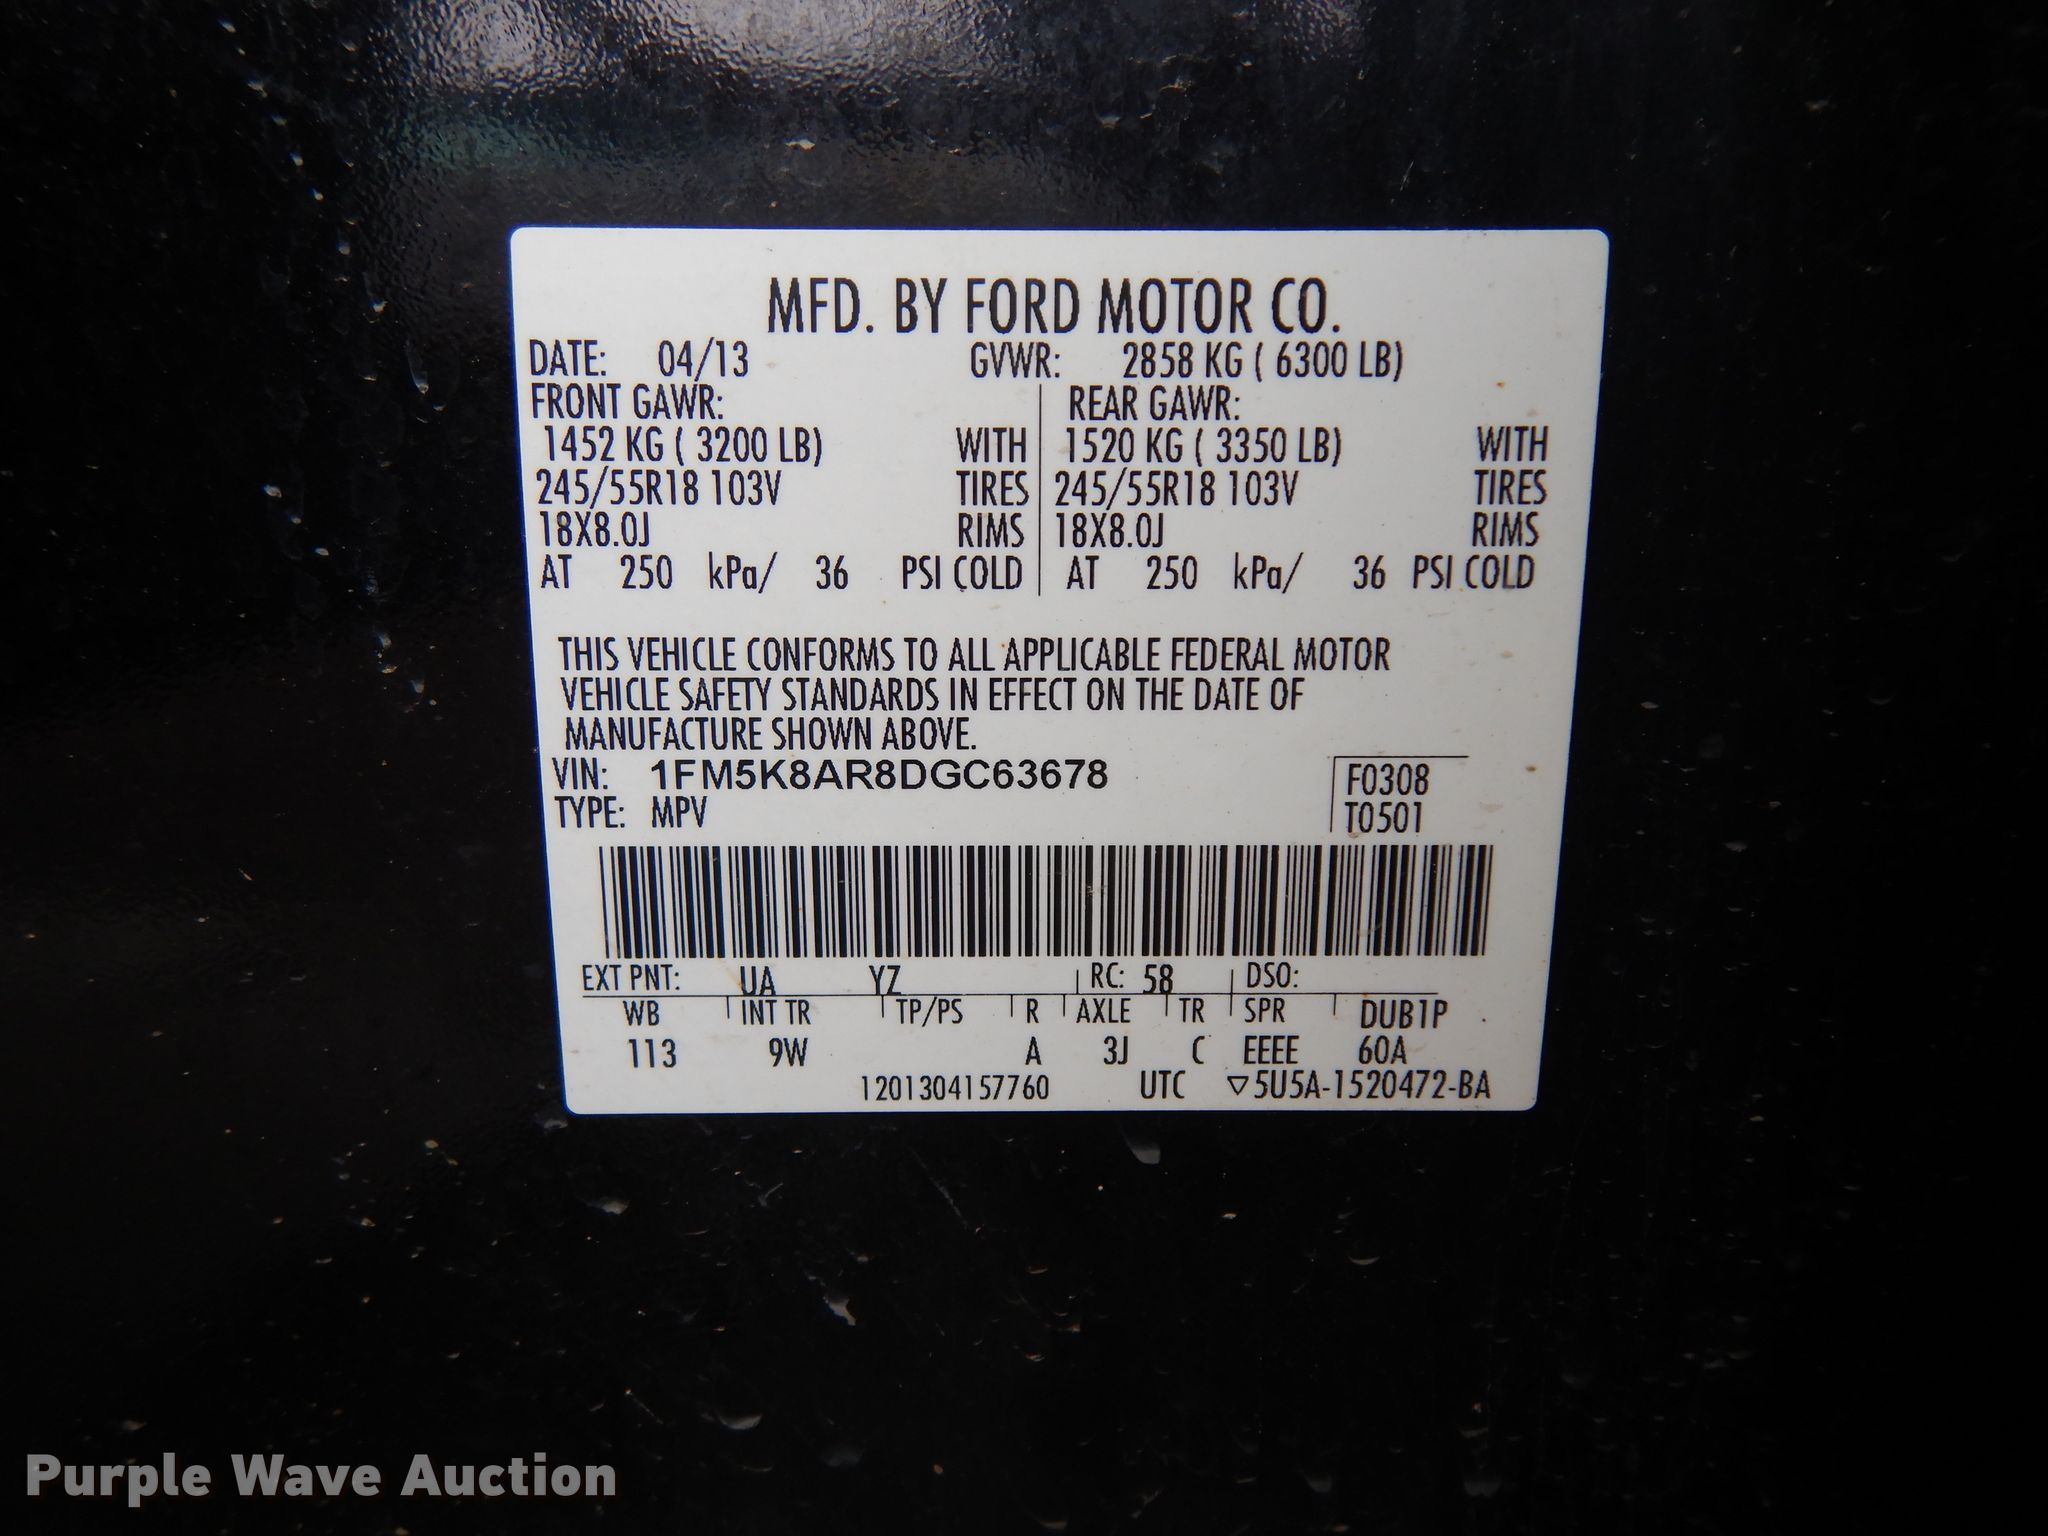 MFD. BY FORD MOTOR CO.
DATE: 04/13 GVWR: 2858 KG ( 6300 LB)
FRONT GAWR: REAR GAWR:
1452 KG ( 3200 LB) WITH 1520 KG ( 3350 LB) WITH
245/55R18 103V TIRES 245/55R18 103V TIRES
18X8.0J RIMS 18X8.0J RIMS
AT 250 kPa/ 36 PSI COLD AT 250 kPa/ 36 PSI COLD
THIS VEHICLE CONFORMS TO ALL APPLICABLE FEDERAL MOTOR
VEHICLE SAFETY STANDARDS IN EFFECT ON THE DATE OF
MANUFACTURE SHOWN ABOVE.
VIN: 1FM5K8AR8DGC63678 F0308
TYPE: MPV T0501
EXT PNT: UA YZ RC: 58 DSO:
WB INT TR TP/PS R AXLE TR SPR DUB1P
113 9W A 3J C EEEE 60A
1201304157760 UTC ▽5U5A-1520472-BA
Purple Wave Auction